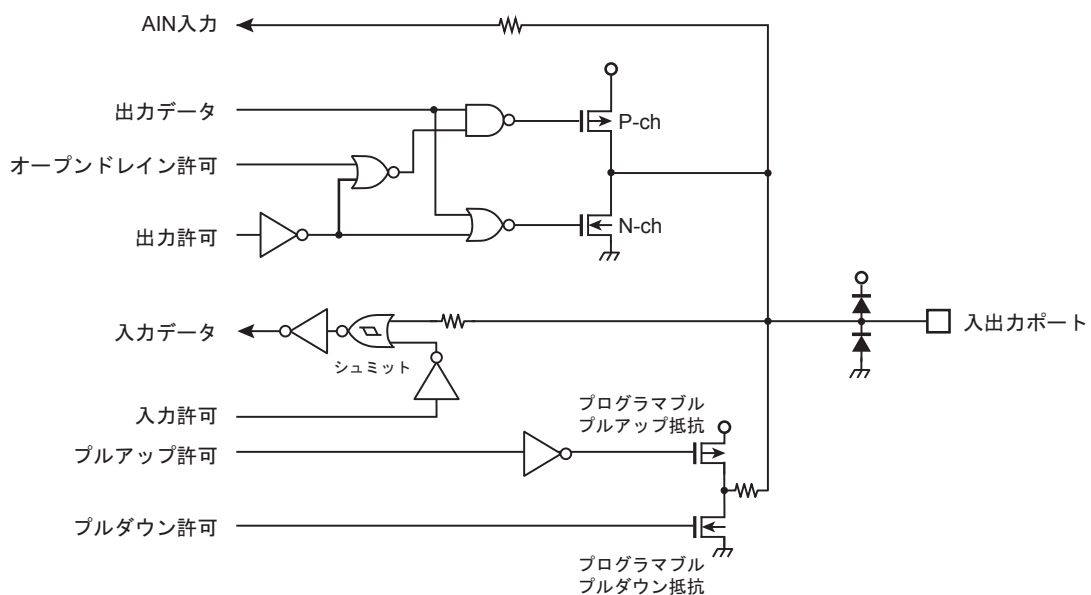 AIN入力
出力データ
P-ch
オープンドレイン許可
N-ch
出力許可
入力データ
シュミット
入出力ポート
入力許可
プログラマブル
プルアップ抵抗
プルアップ許可
プルダウン許可
プログラマブル
プルダウン抵抗